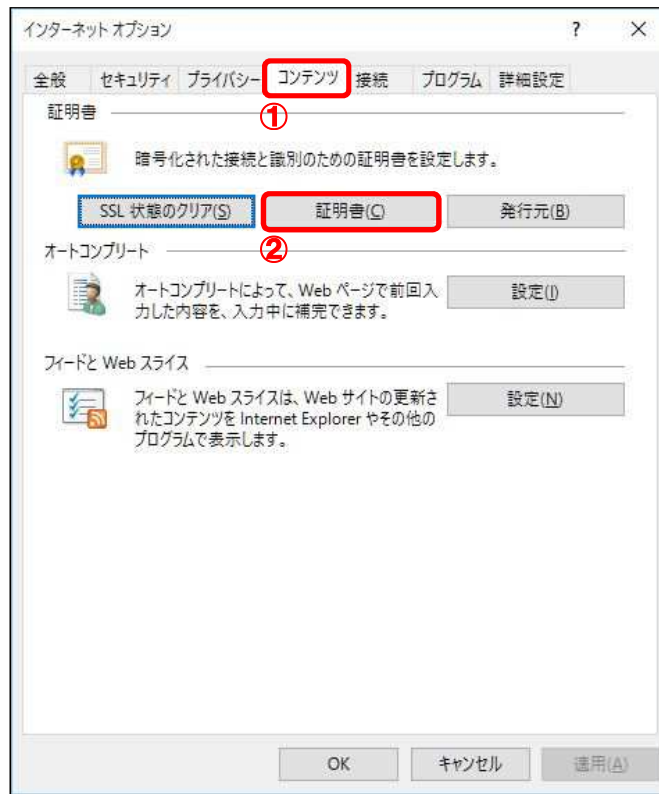 インターネット オプション ? ×
全般 セキュリティ プライバシー コンテンツ 接続 プログラム 詳細設定
①
証明書
暗号化された接続と識別のための証明書を設定します。
SSL 状態のクリア(S) 証明書(C) 発行元(B)
②
オートコンプリート
オートコンプリートによって、Web ページで前回入
力した内容を、入力中に補完できます。
設定(I)
フィードと Web スライス
フィードと Web スライスは、Web サイトの更新さ
れたコンテンツを Internet Explorer やその他の
プログラムで表示します。
設定(N)
OK キャンセル 適用(A)